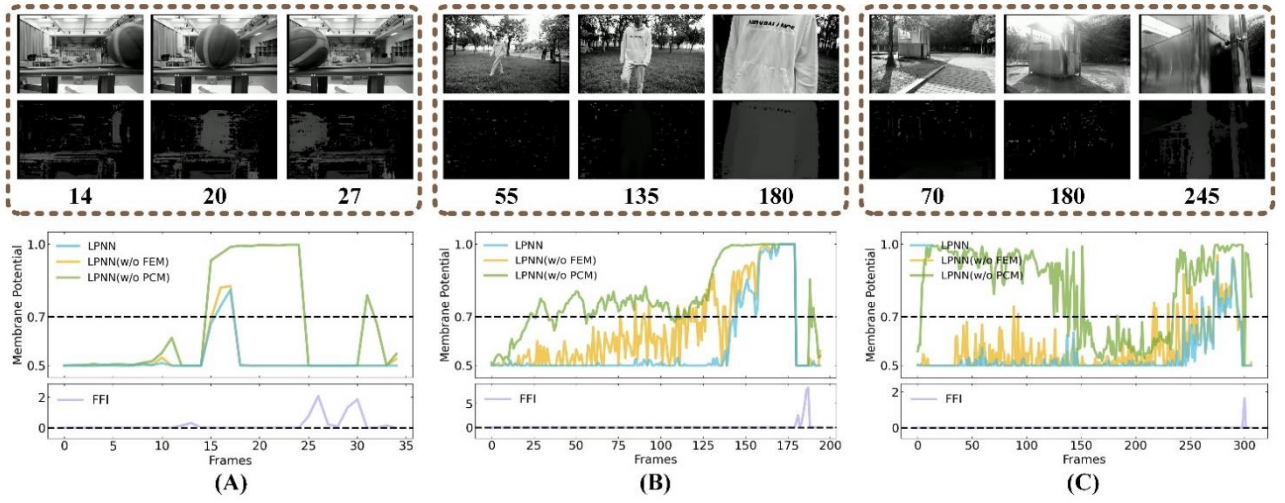 14 20 27
55 135 180
70 180 245
Membrane Potential
1.0
0.7
0.5
LPNN
LPNN(w/o FEM)
LPNN(w/o PCM)
2
0
FFI
0 5 10 15 20 25 30 35
Frames
(A)
Membrane Potential
1.0
0.7
0.5
LPNN
LPNN(w/o FEM)
LPNN(w/o PCM)
5
0
FFI
0 25 50 75 100 125 150 175 200
Frames
(B)
Membrane Potential
1.0
0.7
0.5
LPNN
LPNN(w/o FEM)
LPNN(w/o PCM)
2
0
FFI
0 50 100 150 200 250 300
Frames
(C)